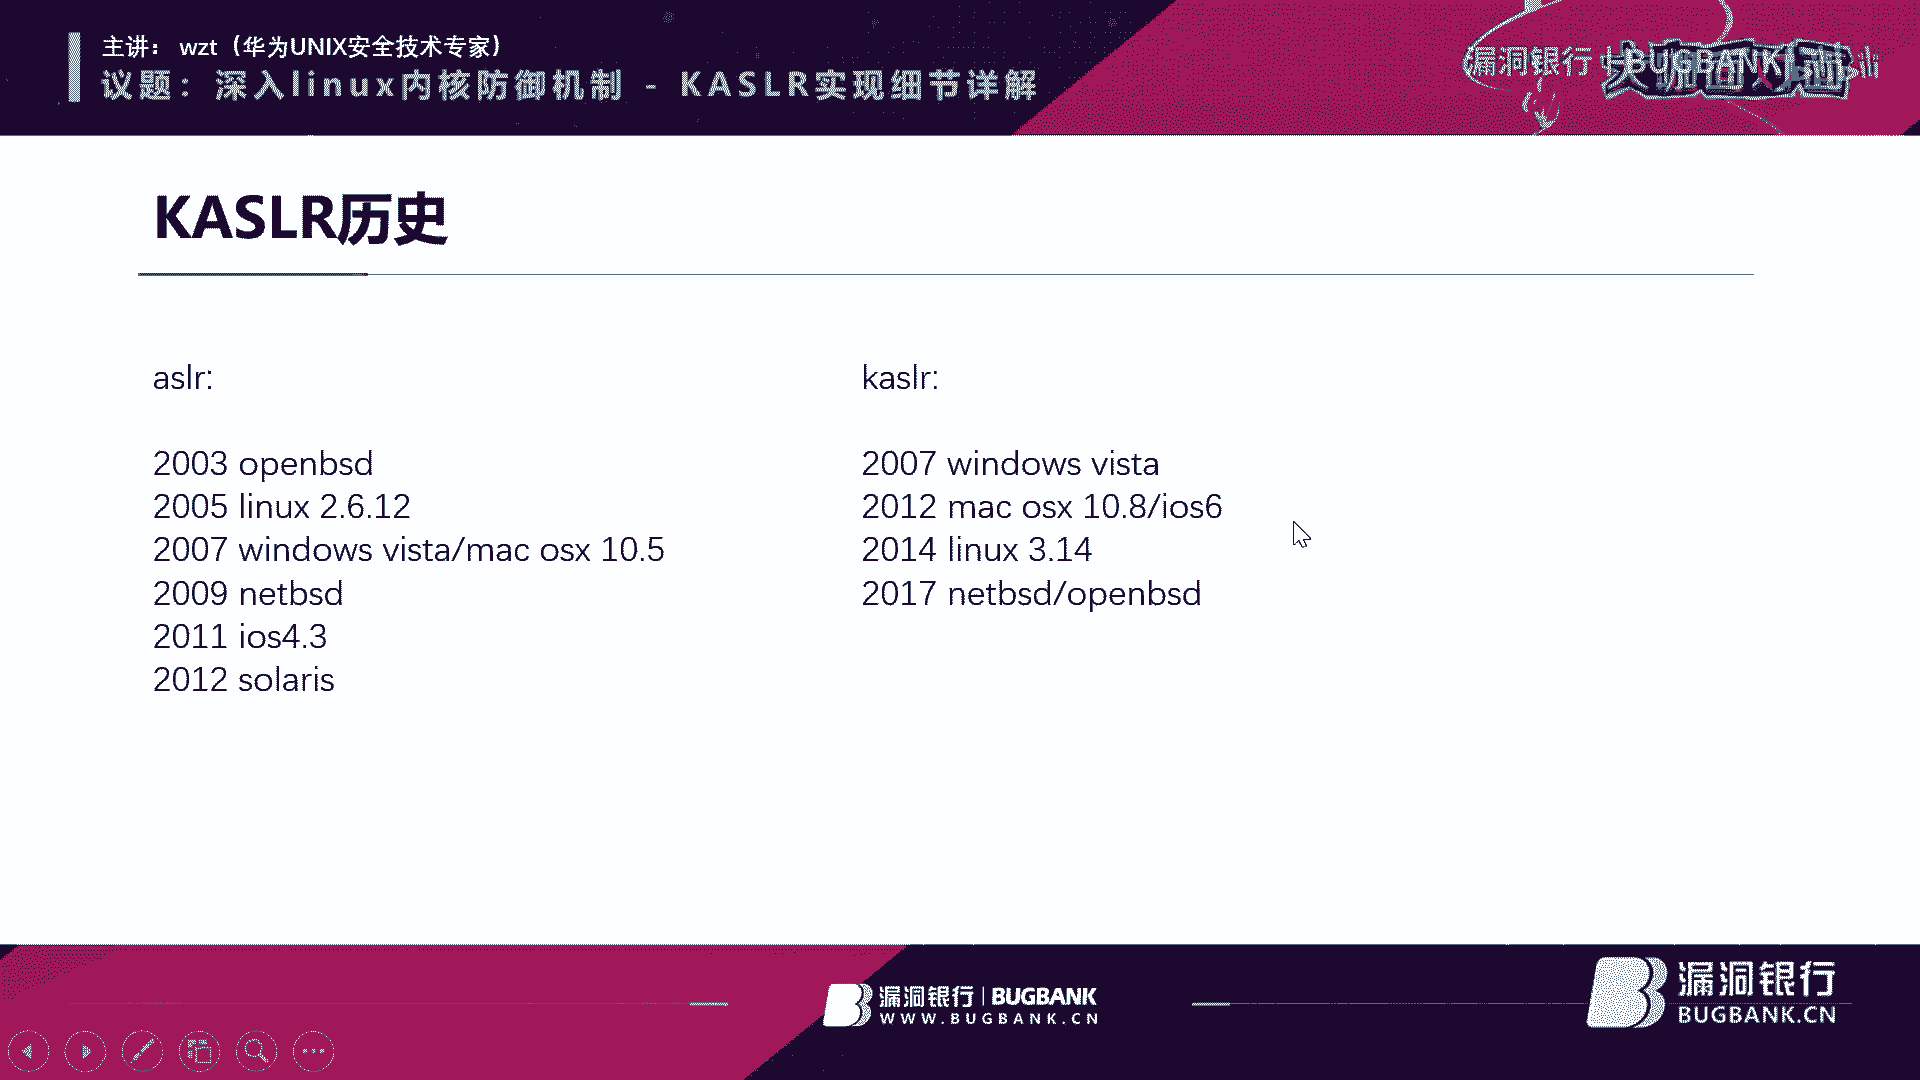 主讲： wzt（华为UNIX安全技术专家）
议题：深入linux内核防御机制 - KASLR实现细节详解
漏洞银行
BUGBANK
KASLR历史
aslr:
2003 openbsd
2005 linux 2.6.12
2007 windows vista/mac osx 10.5
2009 netbsd
2011 ios4.3
2012 solaris
kaslr:
2007 windows vista
2012 mac osx 10.8/ios6
2014 linux 3.14
2017 netbsd/openbsd
漏洞银行 | BUGBANK
WWW.BUGBANK.CN
漏洞银行
BUGBANK.CN